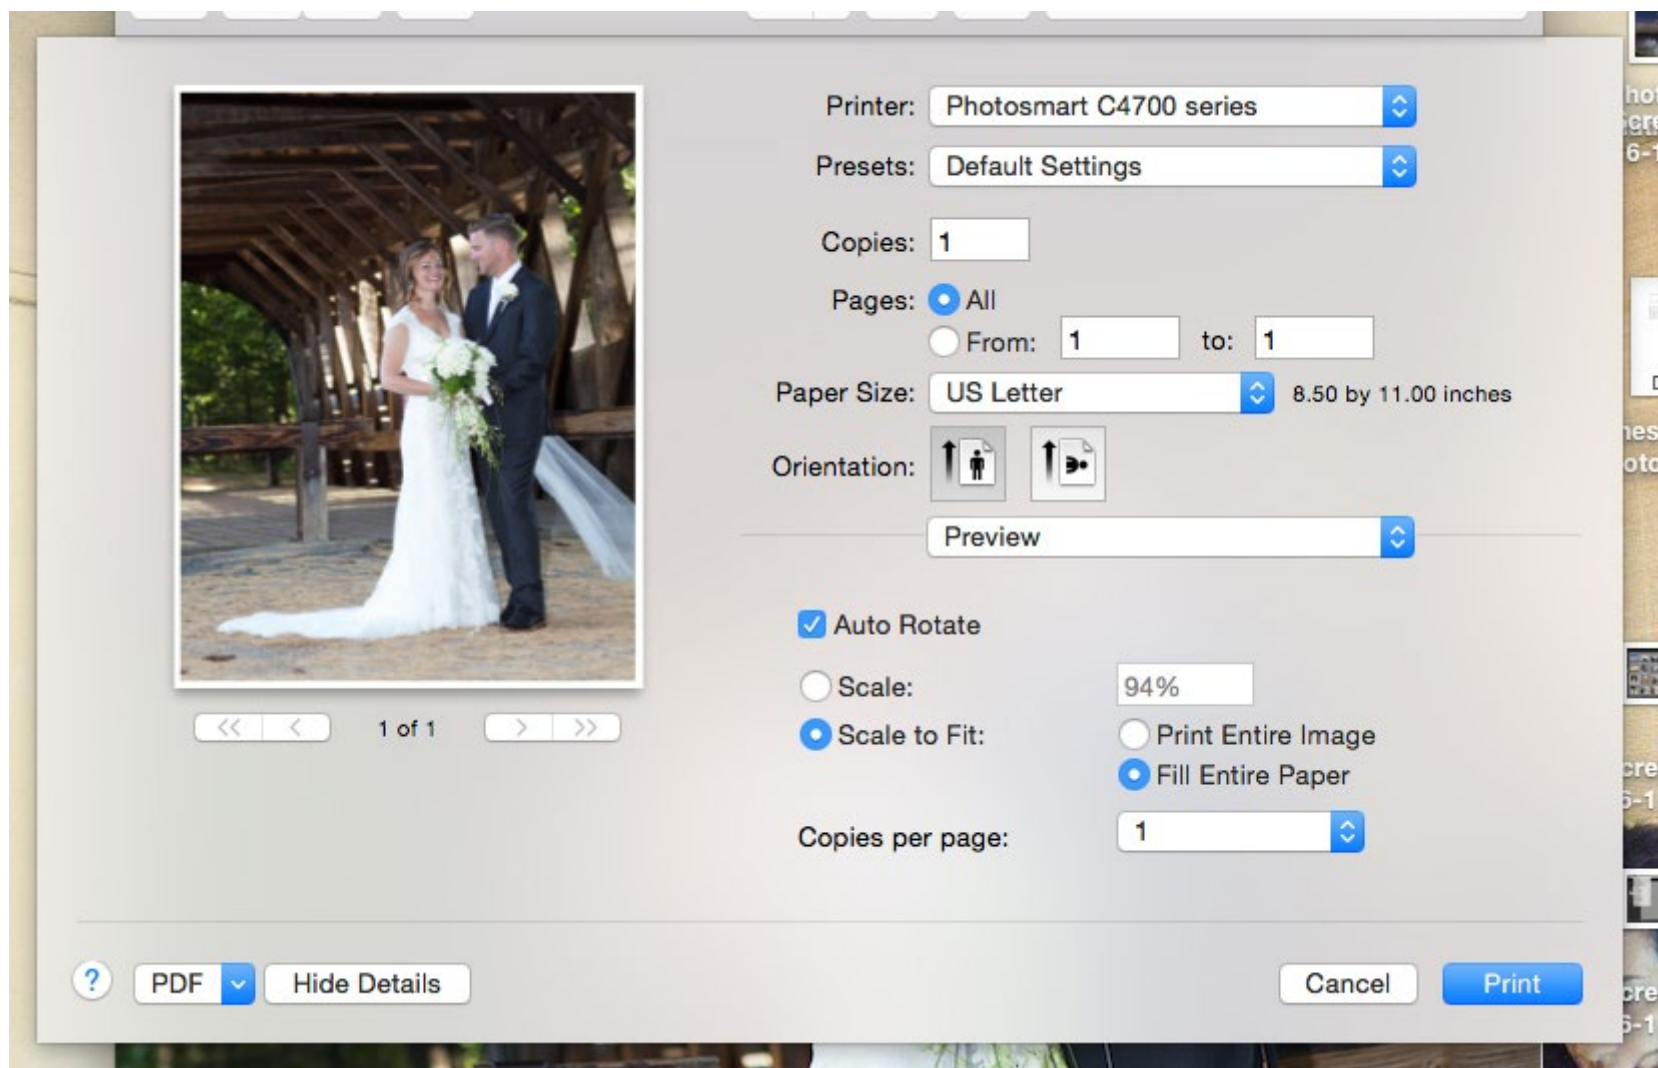 Printer: Photosmart C4700 series
Presets: Default Settings
Copies: 1
Pages: All
From: 1 to: 1
Paper Size: US Letter 8.50 by 11.00 inches
Orientation:
Preview
Auto Rotate
Scale: 94%
<< < 1 of 1 > >>
Scale to Fit: Print Entire Image
Fill Entire Paper
Copies per page: 1
? PDF Hide Details Cancel Print